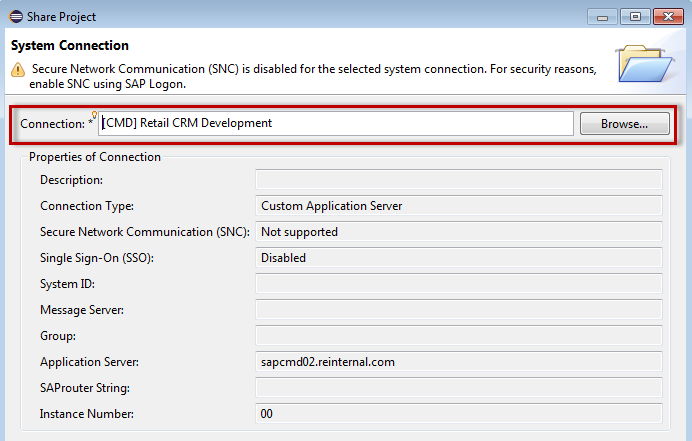 Share Project
System Connection
Secure Network Communication (SNC) is disabled for the selected system connection. For security reasons,
enable SNC using SAP Logon.
Connection: * [CMD] Retail CRM Development Browse...
Properties of Connection
Description:
Connection Type: Custom Application Server
Secure Network Communication (SNC): Not supported
Single Sign-On (SSO): Disabled
System ID:
Message Server:
Group:
Application Server: sapcmd02.reinternal.com
SAProuter String:
Instance Number: 00